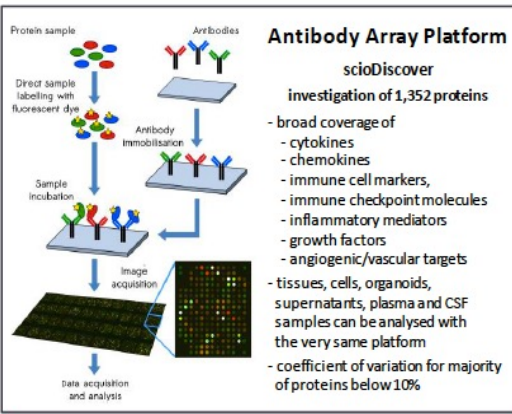 Protein sample
Antibodies
Direct sample
labelling with
fluorescent dye
Antibody
immobilisation
Sample
incubation
Image
acquisition
Data acquisition
and analysis
Antibody Array Platform
scioDiscover
investigation of 1,352 proteins
- broad coverage of
- cytokines
- chemokines
- immune cell markers,
- immune checkpoint molecules
- inflammatory mediators
- growth factors
- angiogenic/vascular targets
- tissues, cells, organoids,
supernatants, plasma and CSF
samples can be analysed with
the very same platform
- coefficient of variation for majority
of proteins below 10%